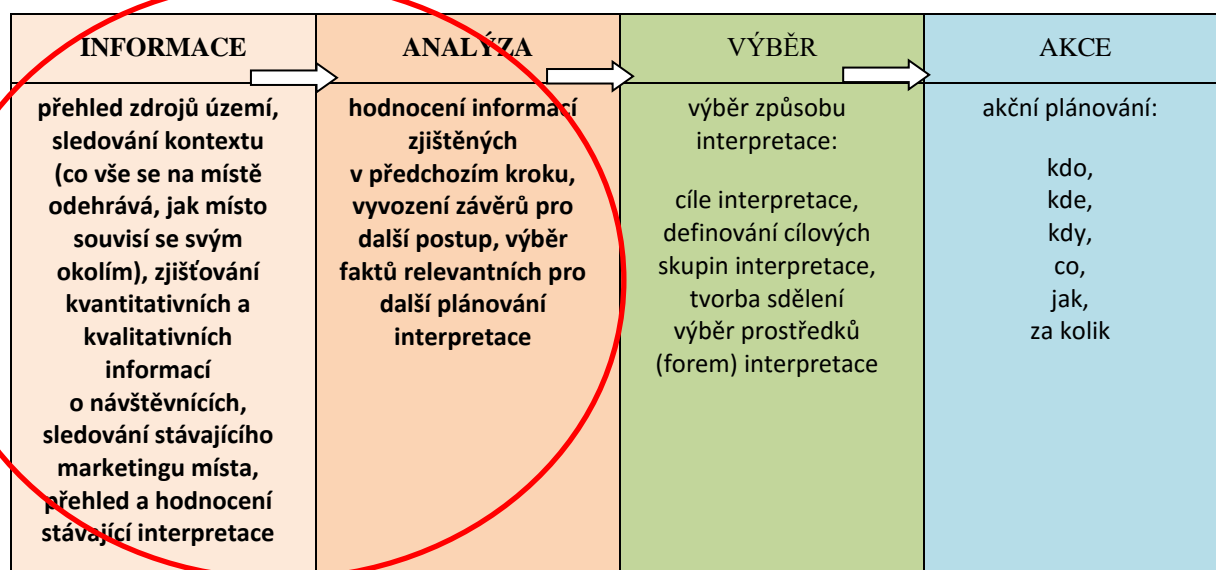 INFORMACE
ANALÝZA
VÝBĚR
AKCE
přehled zdrojů území,
sledování kontextu
(co vše se na místě
odehrává, jak místo
souvisí se svým
okolím), zjišťování
kvantitativních a
kvalitativních
informací
o návštěvnících,
sledování stávajícího
marketingu místa,
přehled a hodnocení
stávající interpretace
hodnocení informací
zjištěných
v předchozím kroku,
vyvození závěrů pro
další postup, výběr
faktů relevantních pro
další plánování
interpretace
výběr způsobu
interpretace:
cíle interpretace,
definování cílových
skupin interpretace,
tvorba sdělení
výběr prostředků
(forem) interpretace
akční plánování:
kdo,
kde,
kdy,
co,
jak,
za kolik